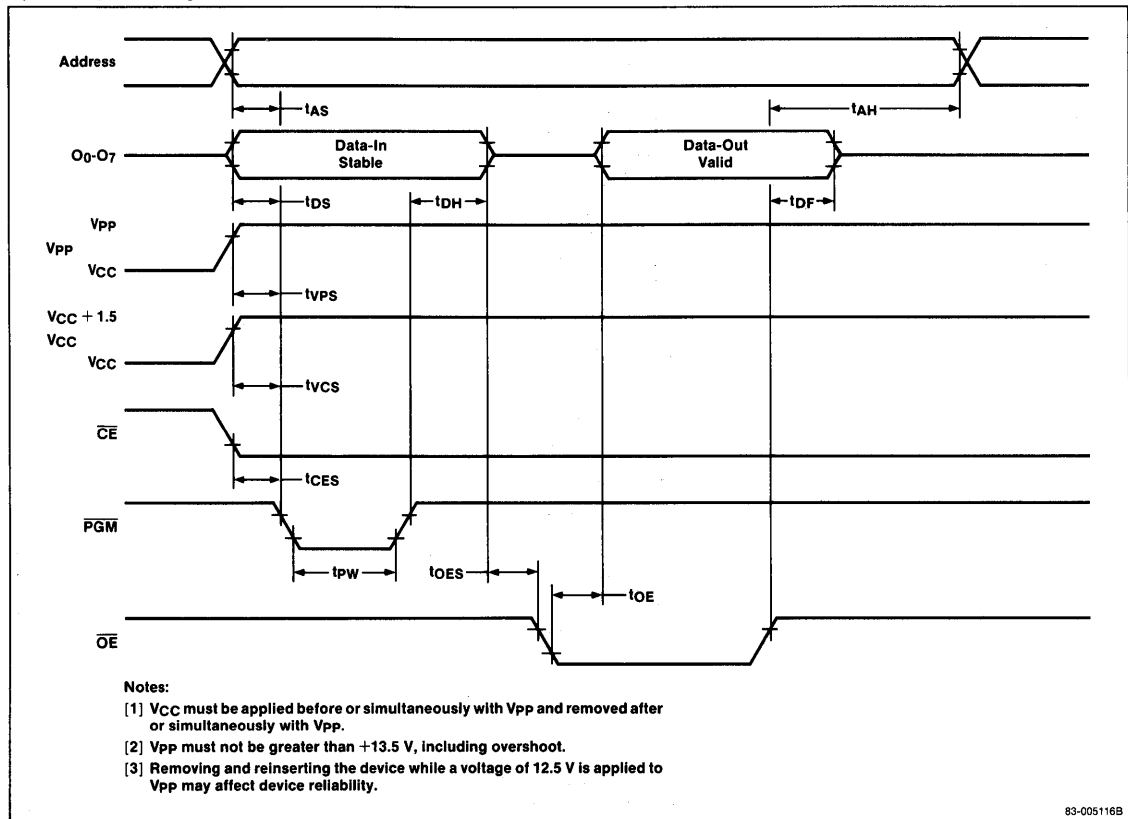 Address
tAS
tAH
O0-O7
Data-In
Stable
Data-Out
Valid
tDS
tDH
tDF
VPP
VPP
VCC
tVPS
VCC + 1.5
VCC
VCC
tVCS
CE
tCES
PGM
tPW
tOES
tOE
OE
Notes:
[1] VCC must be applied before or simultaneously with VPP and removed after
or simultaneously with VPP.
[2] VPP must not be greater than +13.5 V, including overshoot.
[3] Removing and reinserting the device while a voltage of 12.5 V is applied to
VPP may affect device reliability.
83-005116B